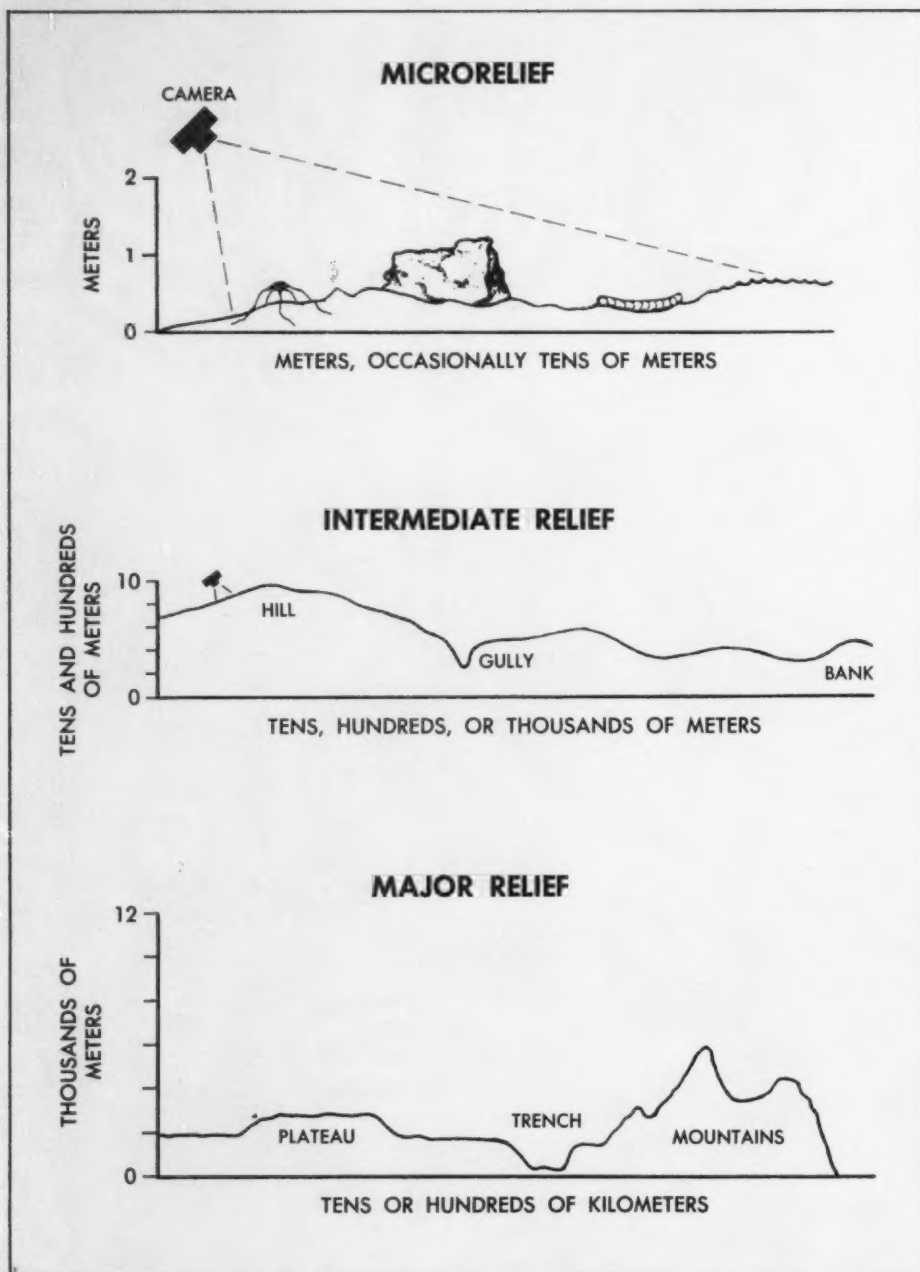 MICRORELIEF
CAMERA
2
1
0
METERS
METERS, OCCASIONALLY TENS OF METERS
INTERMEDIATE RELIEF
10
0
TENS AND HUNDREDS
OF METERS
HILL
GULLY
BANK
TENS, HUNDREDS, OR THOUSANDS OF METERS
MAJOR RELIEF
12
0
THOUSANDS OF
METERS
PLATEAU
TRENCH
MOUNTAINS
TENS OR HUNDREDS OF KILOMETERS